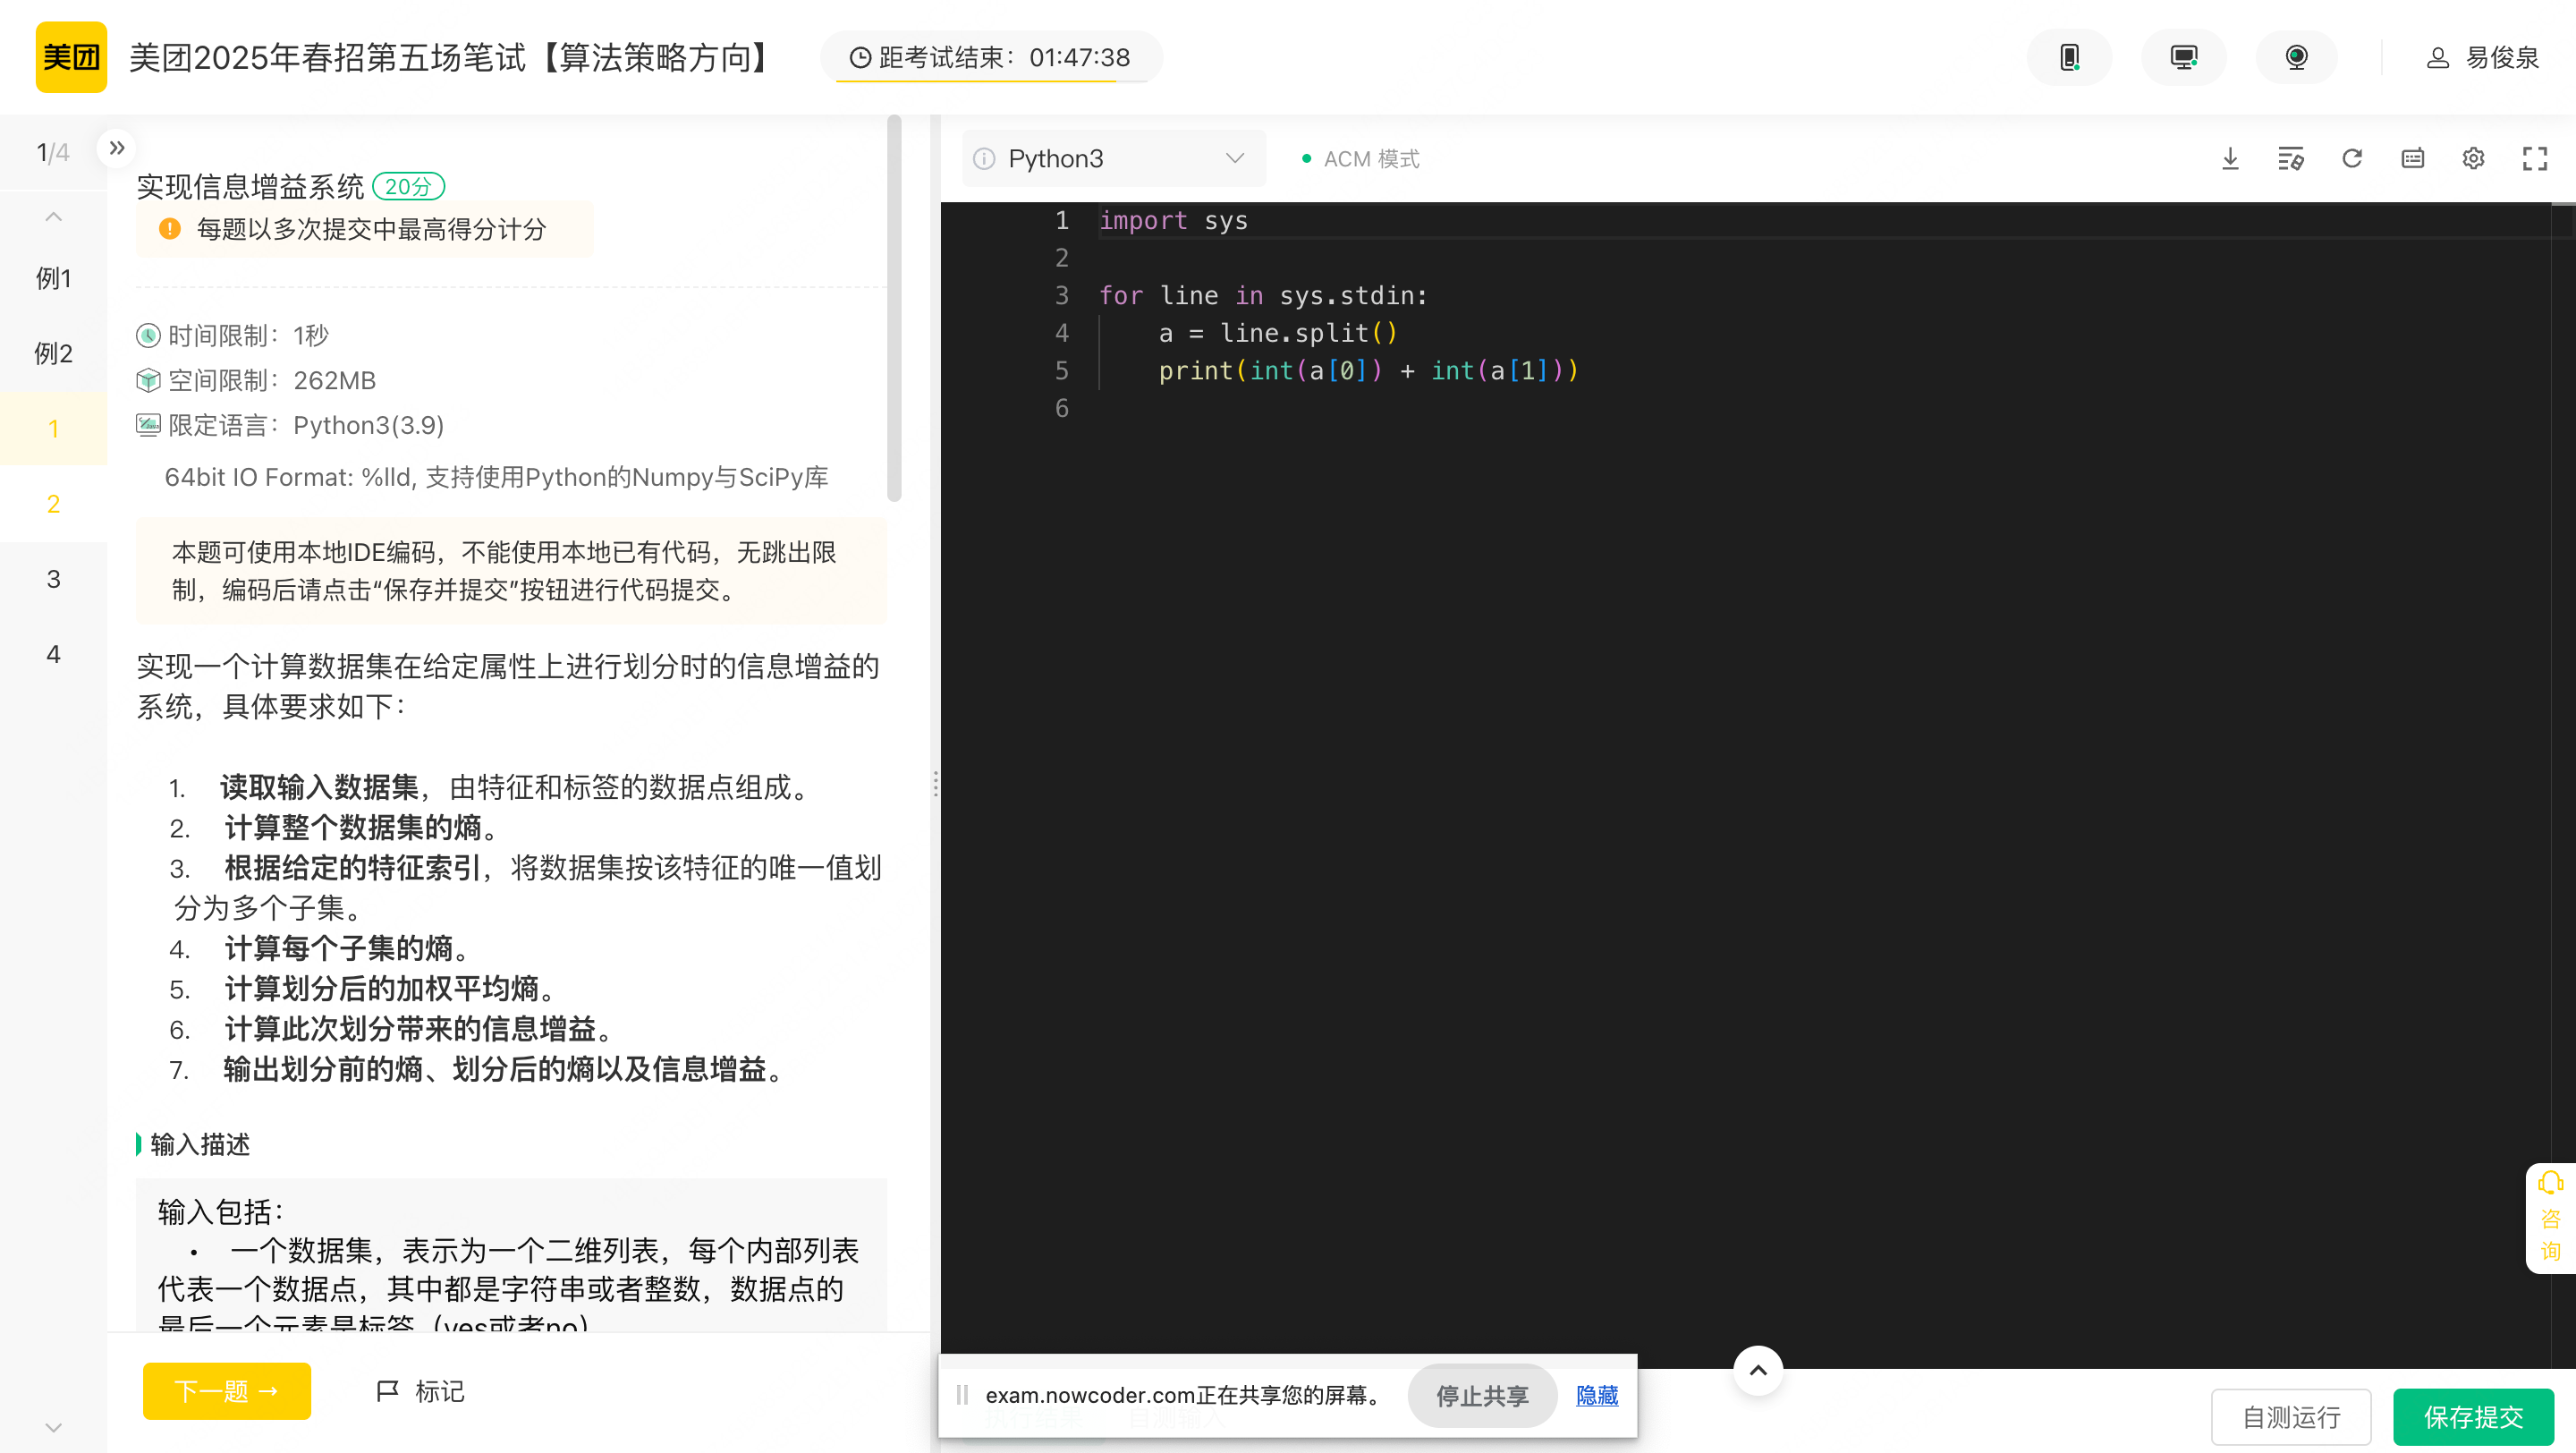 美团
美团2025年春招第五场笔试【算法策略方向】
距考试结束：01:47:38
易俊泉
1/4
例1
例2
1
2
3
4
实现信息增益系统 20分
每题以多次提交中最高得分计分
时间限制：1秒
空间限制：262MB
限定语言：Python3(3.9)
64bit IO Format: %lld, 支持使用Python的Numpy与SciPy库
本题可使用本地IDE编码，不能使用本地已有代码，无跳出限
制，编码后请点击“保存并提交”按钮进行代码提交。
实现一个计算数据集在给定属性上进行划分时的信息增益的
系统，具体要求如下：
1. 读取输入数据集，由特征和标签的数据点组成。
2. 计算整个数据集的熵。
3. 根据给定的特征索引，将数据集按该特征的唯一值划
分为多个子集。
4. 计算每个子集的熵。
5. 计算划分后的加权平均熵。
6. 计算此次划分带来的信息增益。
7. 输出划分前的熵、划分后的熵以及信息增益。
输入描述
输入包括：
• 一个数据集，表示为一个二维列表，每个内部列表
代表一个数据点，其中都是字符串或者整数，数据点的
最后一个元素是标签（yes或者no）
下一题 →
标记
Python3
ACM 模式
1 import sys
2
3 for line in sys.stdin:
4 a = line.split()
5 print(int(a[0]) + int(a[1]))
6
咨
询
exam.nowcoder.com正在共享您的屏幕。
停止共享
隐藏
自测运行
保存提交